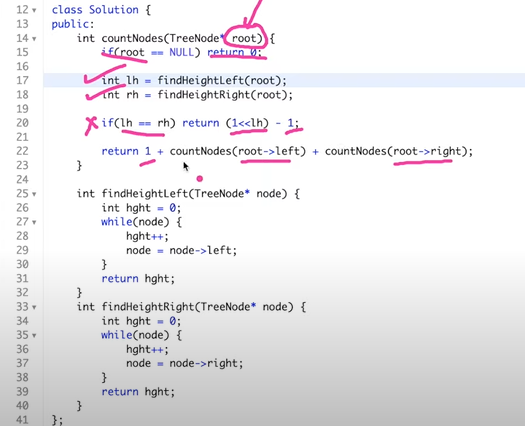 12 class Solution {
13 public:
14 int countNodes(TreeNode* root) {
15 if(root == NULL) return 0;
16
17 int lh = findHeightLeft(root);
18 int rh = findHeightRight(root);
19
20 if(lh == rh) return (1<<lh) - 1;
21
22 return 1 + countNodes(root->left) + countNodes(root->right);
23 }
24
25 int findHeightLeft(TreeNode* node) {
26 int hght = 0;
27 while(node) {
28 hght++;
29 node = node->left;
30 }
31 return hght;
32 }
33 int findHeightRight(TreeNode* node) {
34 int hght = 0;
35 while(node) {
36 hght++;
37 node = node->right;
38 }
39 return hght;
40 }
41 };